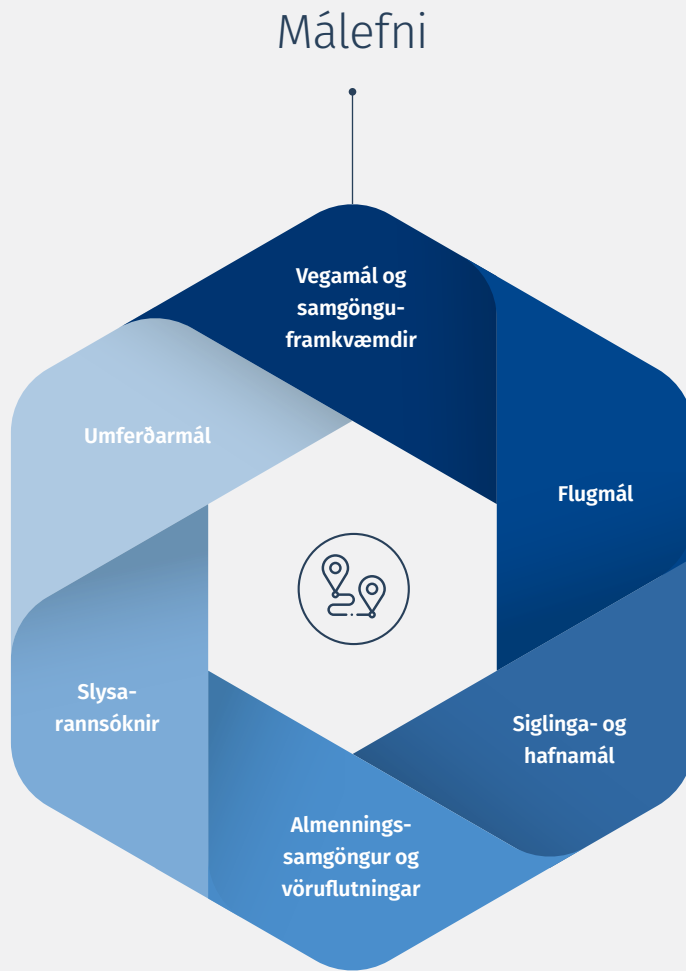 Málefni
Vegamál og
samgöngu-
framkvæmdir
Flugmál
Siglinga- og
hafnamál
Almennings-
samgöngur og
vöruflutningar
Slysa-
rannsóknir
Umferðarmál